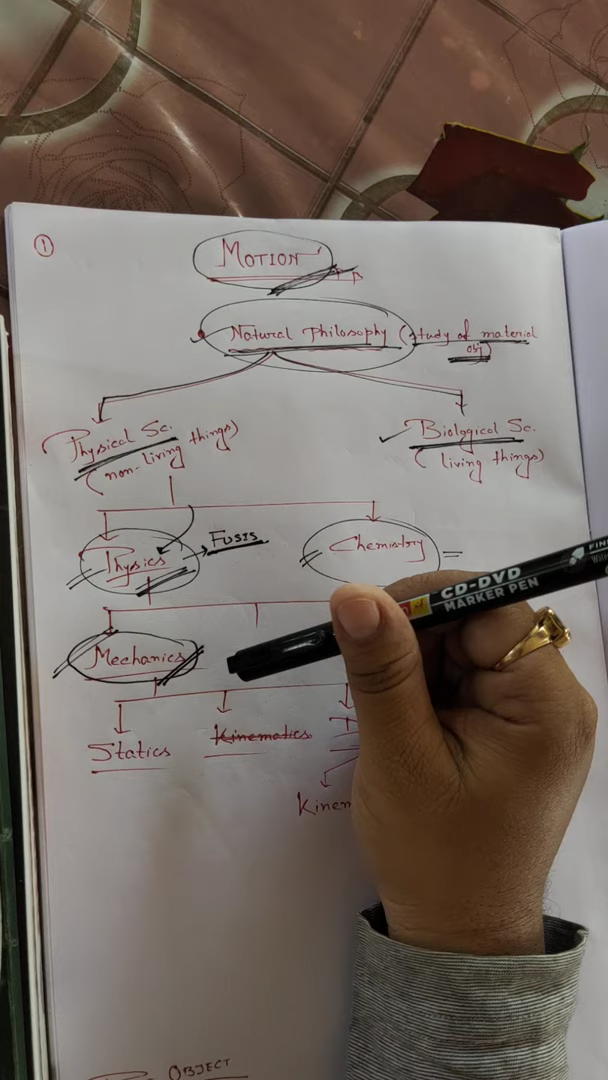 ①
MOTION
Natural Philosophy (study of material
obj)
Physical Sc.
(non-living things)
Biological Sc.
(living things)
Physics
FUSIS
Chemistry
CD-DVD
MARKER PEN
Mechanics
Statics
Kinematics
Kinem
OBJECT